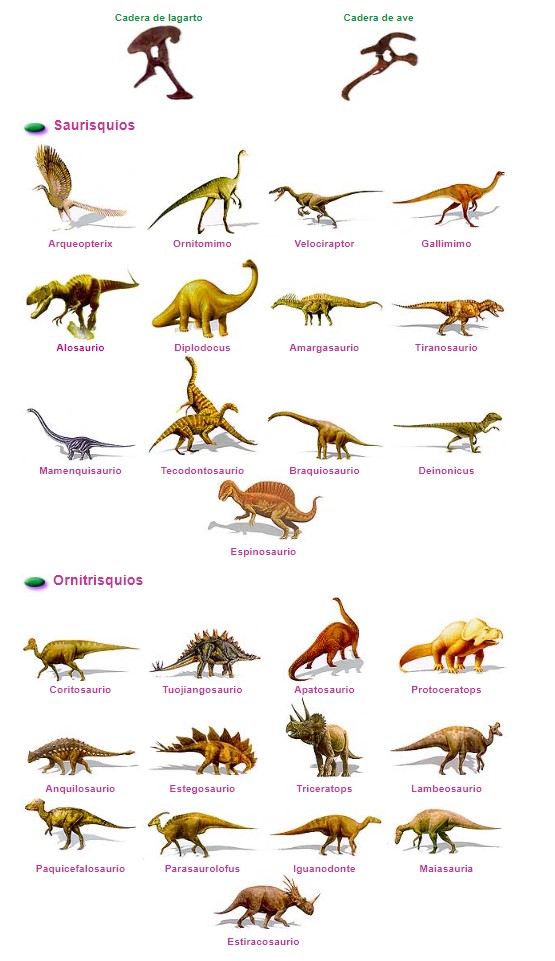 Cadera de lagarto
Cadera de ave
Saurisquios
Arqueopterix
Ornitomimo
Velociraptor
Gallimimo
Alosaurio
Diplodocus
Amargasaurio
Tiranosaurio
Mamenquisaurio
Tecodontosaurio
Braquiosaurio
Deinonicus
Espinosaurio
Ornitrisquios
Coritosaurio
Tuojiangosaurio
Apatosaurio
Protoceratops
Anquilosaurio
Estegosaurio
Triceratops
Lambeosaurio
Paquicefalosaurio
Parasaurolofus
Iguanodonte
Maiasauria
Estiracosaurio